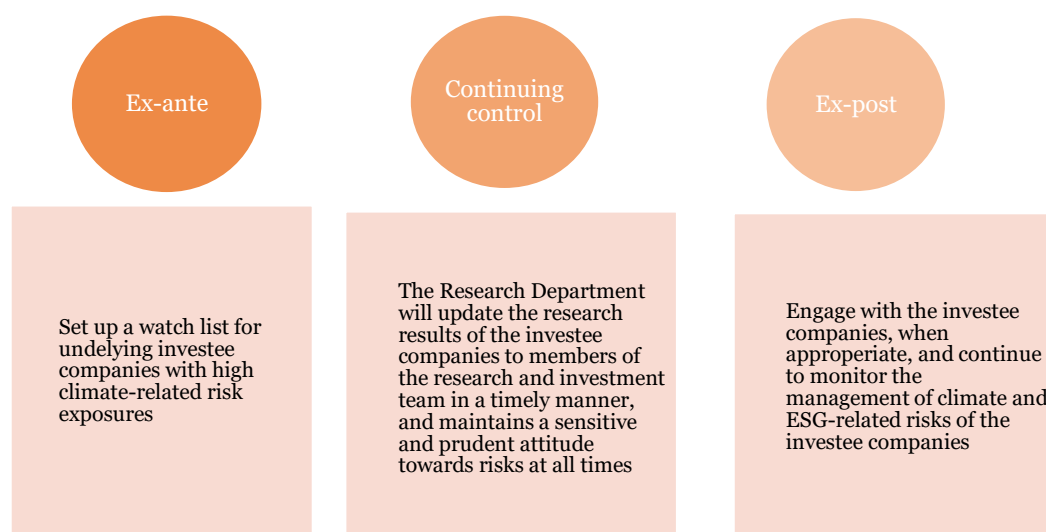 Ex-ante
Continuing
control
Ex-post
Set up a watch list for
undelying investee
companies with high
climate-related risk
exposures
The Research Department
will update the research
results of the investee
companies to members of
the research and investment
team in a timely manner,
and maintains a sensitive
and prudent attitude
towards risks at all times
Engage with the investee
companies, when
approperiate, and continue
to monitor the
management of climate and
ESG-related risks of the
investee companies